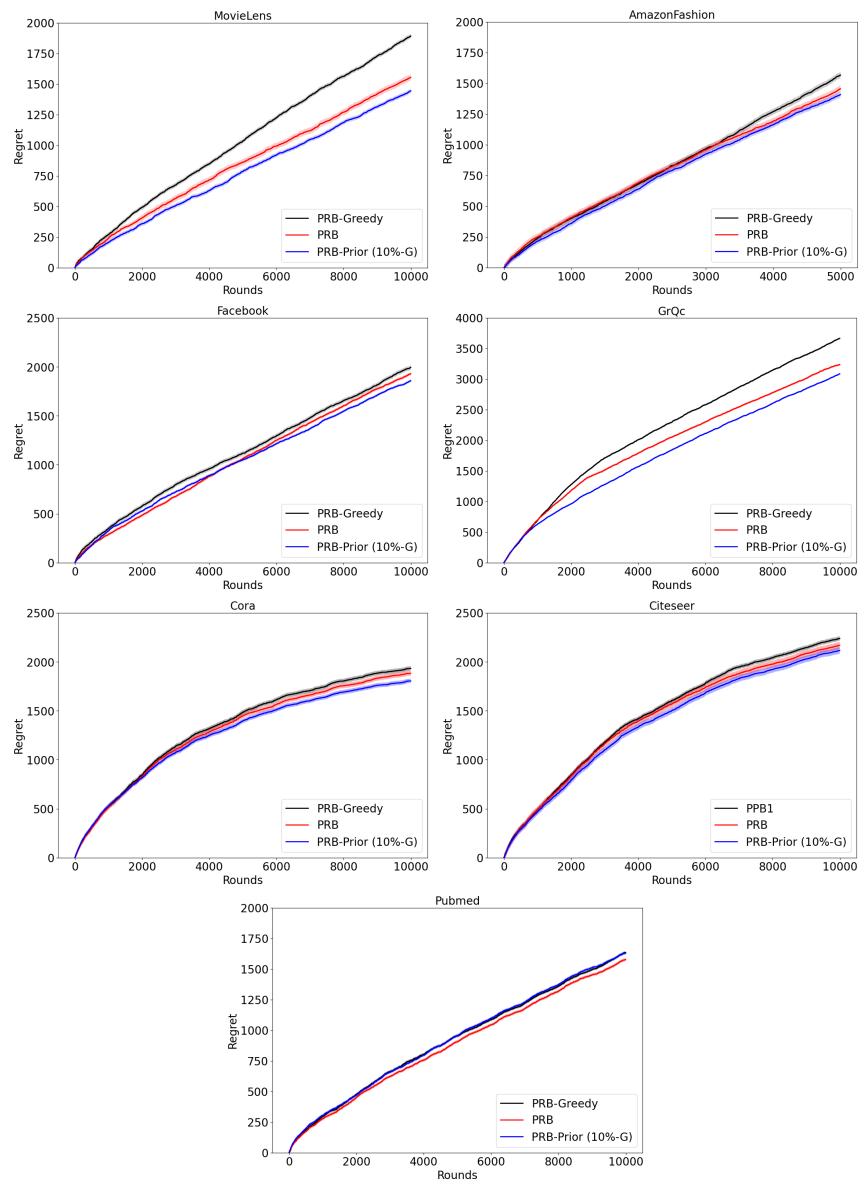 MovieLens
2000
1750
1500
1250
1000
750
500
250
0
Regret
0 2000 4000 6000 8000 10000
Rounds
PRB-Greedy
PRB
PRB-Prior (10%-G)
AmazonFashion
2000
1750
1500
1250
1000
750
500
250
0
Regret
0 1000 2000 3000 4000 5000
Rounds
PRB-Greedy
PRB
PRB-Prior (10%-G)
Facebook
2500
2000
1500
1000
500
0
Regret
0 2000 4000 6000 8000 10000
Rounds
PRB-Greedy
PRB
PRB-Prior (10%-G)
GrQc
4000
3500
3000
2500
2000
1500
1000
500
0
Regret
0 2000 4000 6000 8000 10000
Rounds
PRB-Greedy
PRB
PRB-Prior (10%-G)
Cora
2500
2000
1500
1000
500
0
Regret
0 2000 4000 6000 8000 10000
Rounds
PRB-Greedy
PRB
PRB-Prior (10%-G)
Citeseer
2500
2000
1500
1000
500
0
Regret
0 2000 4000 6000 8000 10000
Rounds
PPB1
PRB
PRB-Prior (10%-G)
Pubmed
2000
1750
1500
1250
1000
750
500
250
0
Regret
0 2000 4000 6000 8000 10000
Rounds
PRB-Greedy
PRB
PRB-Prior (10%-G)